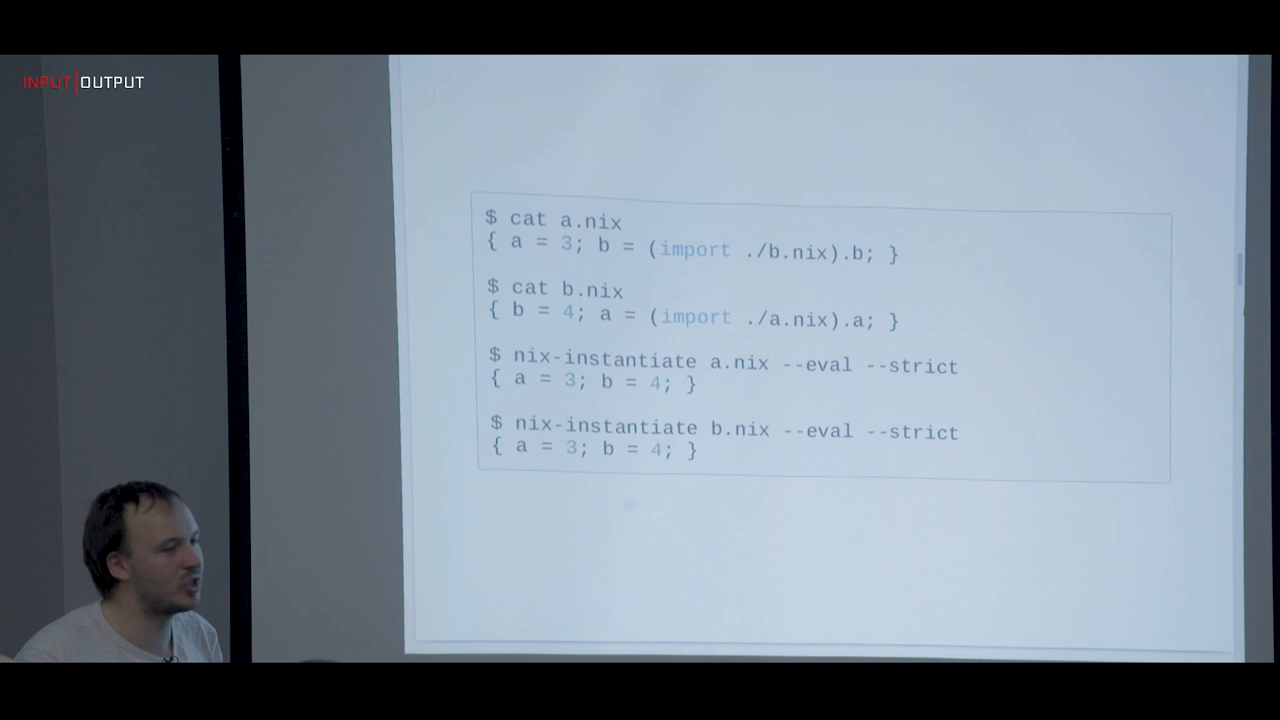 INPUT|OUTPUT
$ cat a.nix
{ a = 3; b = (import ./b.nix).b; }
$ cat b.nix
{ b = 4; a = (import ./a.nix).a; }
$ nix-instantiate a.nix --eval --strict
{ a = 3; b = 4; }
$ nix-instantiate b.nix --eval --strict
{ a = 3; b = 4; }